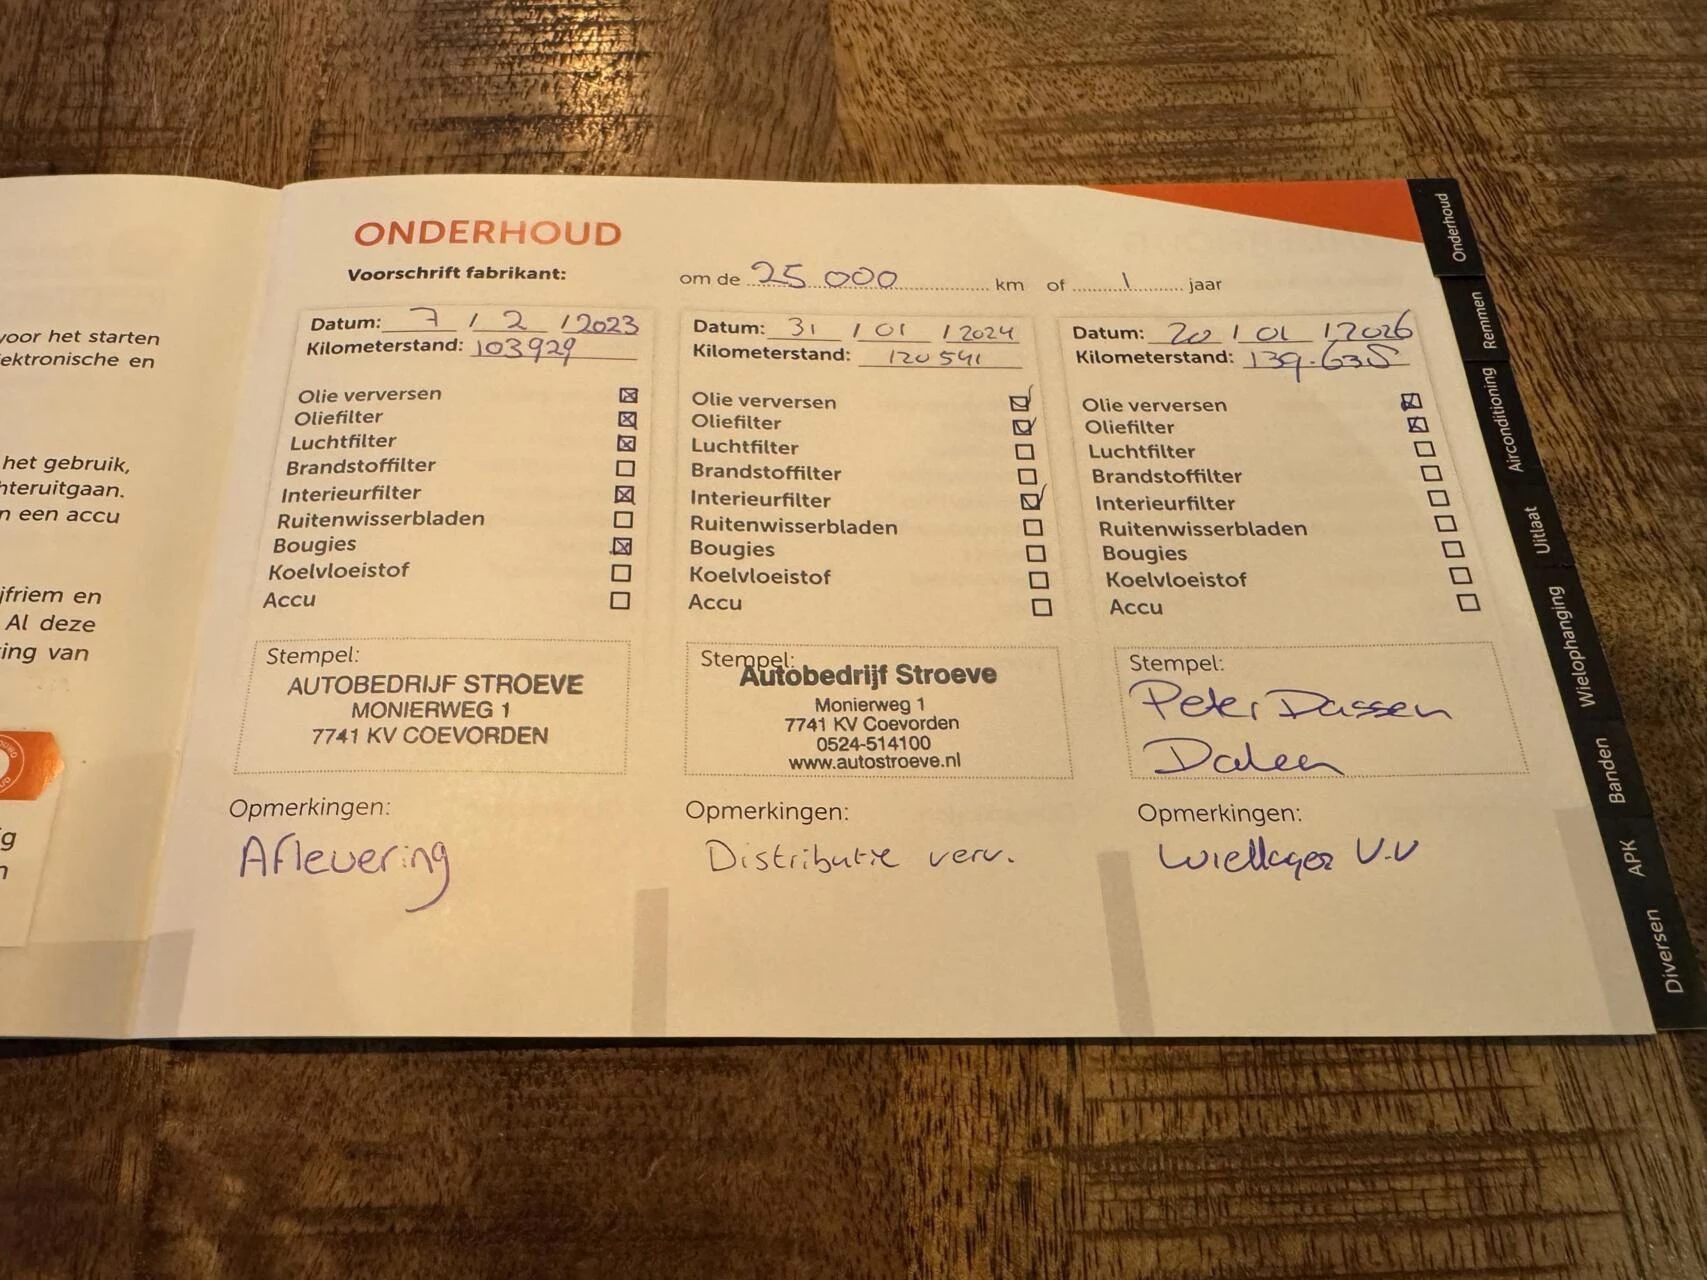 voor het starten
ektronische en
het gebruik,
hteruitgaan.
n een accu
jfriem en
Al deze
ing van
g
n
ONDERHOUD
Voorschrift fabrikant: om de 25.000 km of 1 jaar
Datum: 7 / 2 / 2023
Kilometerstand: 103929
Olie verversen
Oliefilter
Luchtfilter
Brandstoffilter
Interieurfilter
Ruitenwisserbladen
Bougies
Koelvloeistof
Accu
Stempel:
AUTOBEDRIJF STROEVE
MONIERWEG 1
7741 KV COEVORDEN
Opmerkingen:
Aflevering
Datum: 31 / 01 / 2024
Kilometerstand: 120541
Olie verversen
Oliefilter
Luchtfilter
Brandstoffilter
Interieurfilter
Ruitenwisserbladen
Bougies
Koelvloeistof
Accu
Stempel:
Autobedrijf Stroeve
Monierweg 1
7741 KV Coevorden
0524-514100
www.autostroeve.nl
Opmerkingen:
Distributie verv.
Datum: 20 / 01 / 2026
Kilometerstand: 139.635
Olie verversen
Oliefilter
Luchtfilter
Brandstoffilter
Interieurfilter
Ruitenwisserbladen
Bougies
Koelvloeistof
Accu
Stempel:
Peter Dassen
Dalen
Opmerkingen:
Wiellager V.V
Onderhoud
Remmen
Airconditioning
Uitlaat
Wielophanging
Banden
APK
Diversen